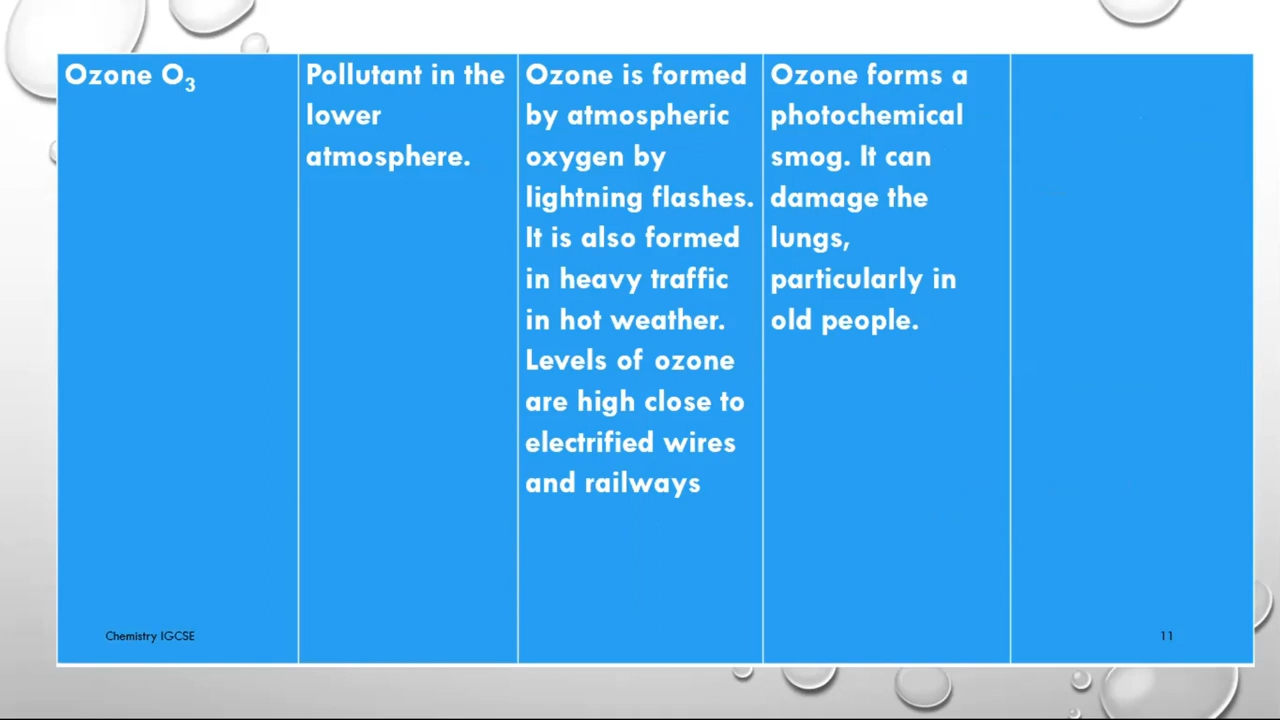 Ozone O₃
Pollutant in the
lower
atmosphere.
Ozone is formed
by atmospheric
oxygen by
lightning flashes.
It is also formed
in heavy traffic
in hot weather.
Levels of ozone
are high close to
electrified wires
and railways
Ozone forms a
photochemical
smog. It can
damage the
lungs,
particularly in
old people.
Chemistry IGCSE
11